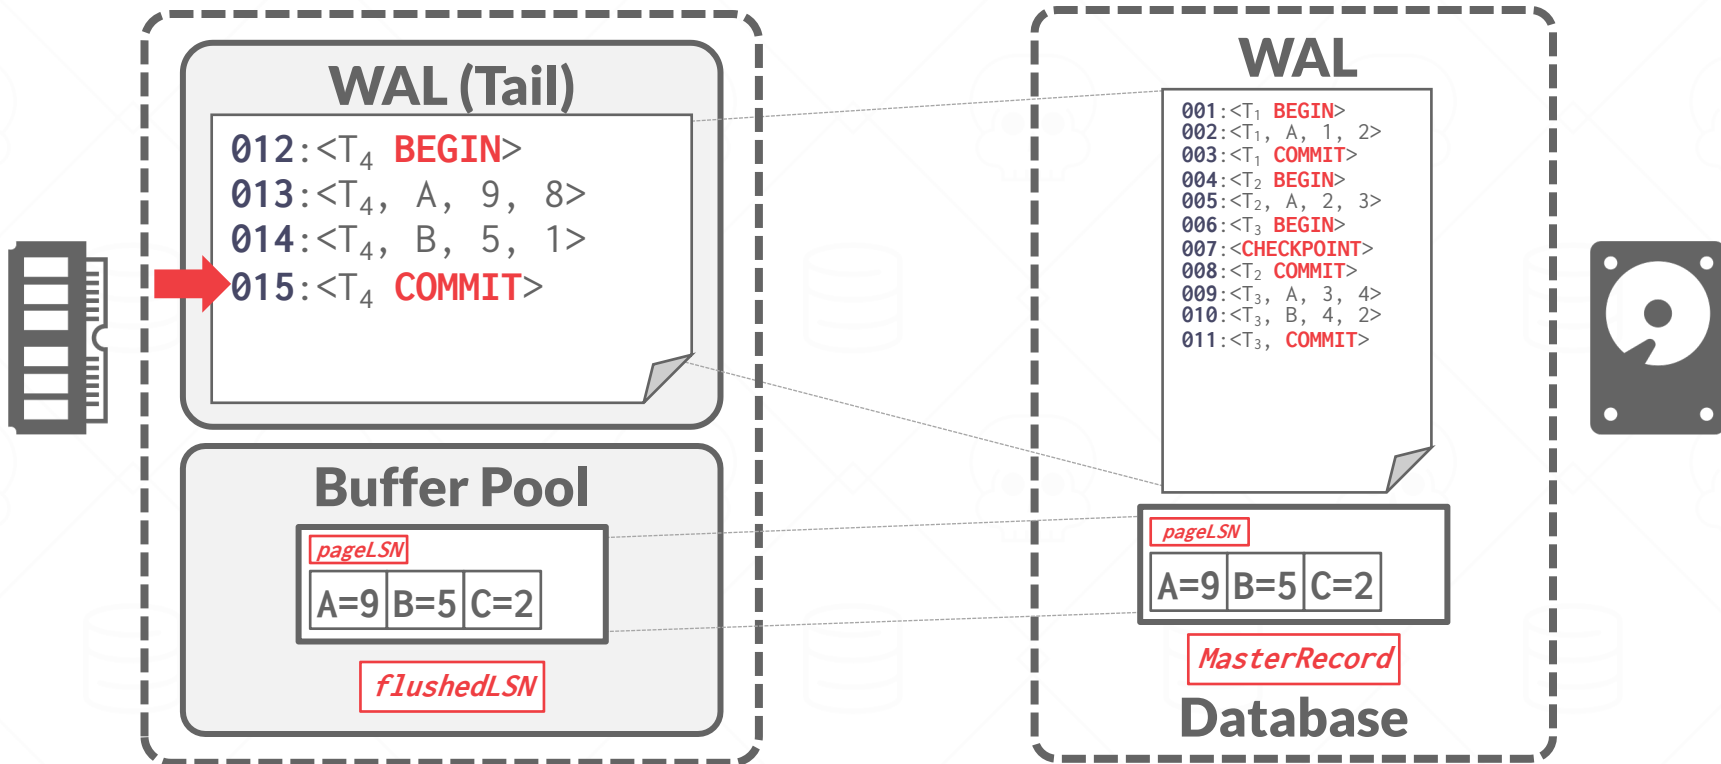 WAL (Tail)
012:<T4 BEGIN>
013:<T4, A, 9, 8>
014:<T4, B, 5, 1>
015:<T4 COMMIT>
Buffer Pool
pageLSN
A=9 B=5 C=2
flushedLSN
WAL
001:<T1 BEGIN>
002:<T1, A, 1, 2>
003:<T1 COMMIT>
004:<T2 BEGIN>
005:<T2, A, 2, 3>
006:<T3 BEGIN>
007:<CHECKPOINT>
008:<T2 COMMIT>
009:<T3, A, 3, 4>
010:<T3, B, 4, 2>
011:<T3, COMMIT>
pageLSN
A=9 B=5 C=2
MasterRecord
Database